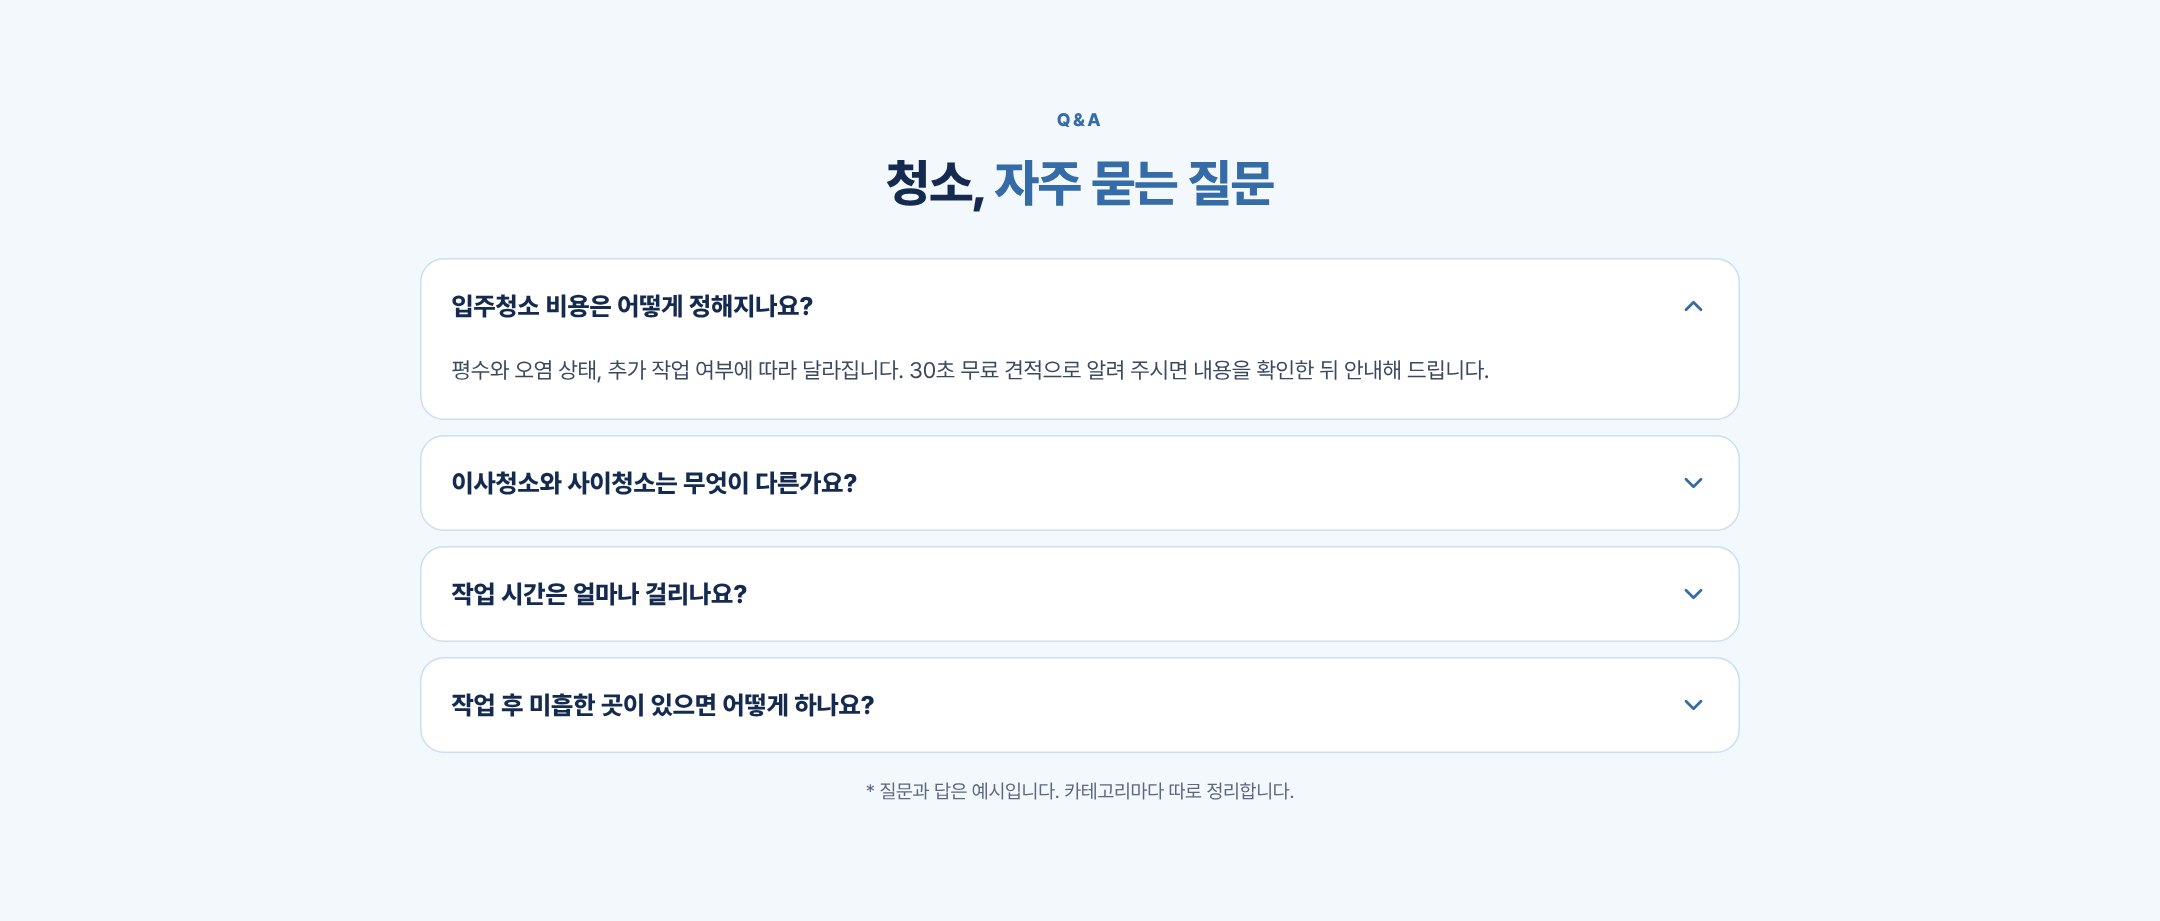 Q&A
청소, 자주 묻는 질문
입주청소 비용은 어떻게 정해지나요?
평수와 오염 상태, 추가 작업 여부에 따라 달라집니다. 30초 무료 견적으로 알려 주시면 내용을 확인한 뒤 안내해 드립니다.
이사청소와 사이청소는 무엇이 다른가요?
작업 시간은 얼마나 걸리나요?
작업 후 미흡한 곳이 있으면 어떻게 하나요?
* 질문과 답은 예시입니다. 카테고리마다 따로 정리합니다.